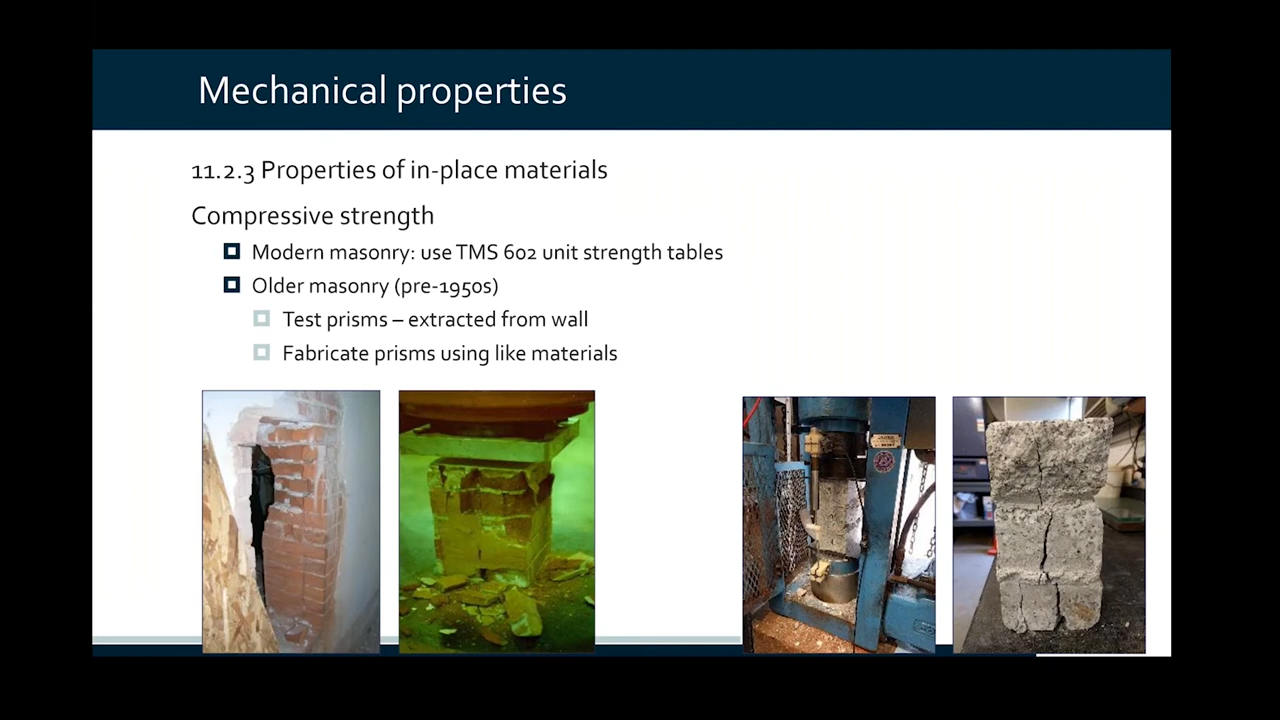 Mechanical properties
11.2.3 Properties of in-place materials
Compressive strength
Modern masonry: use TMS 602 unit strength tables
Older masonry (pre-1950s)
Test prisms – extracted from wall
Fabricate prisms using like materials